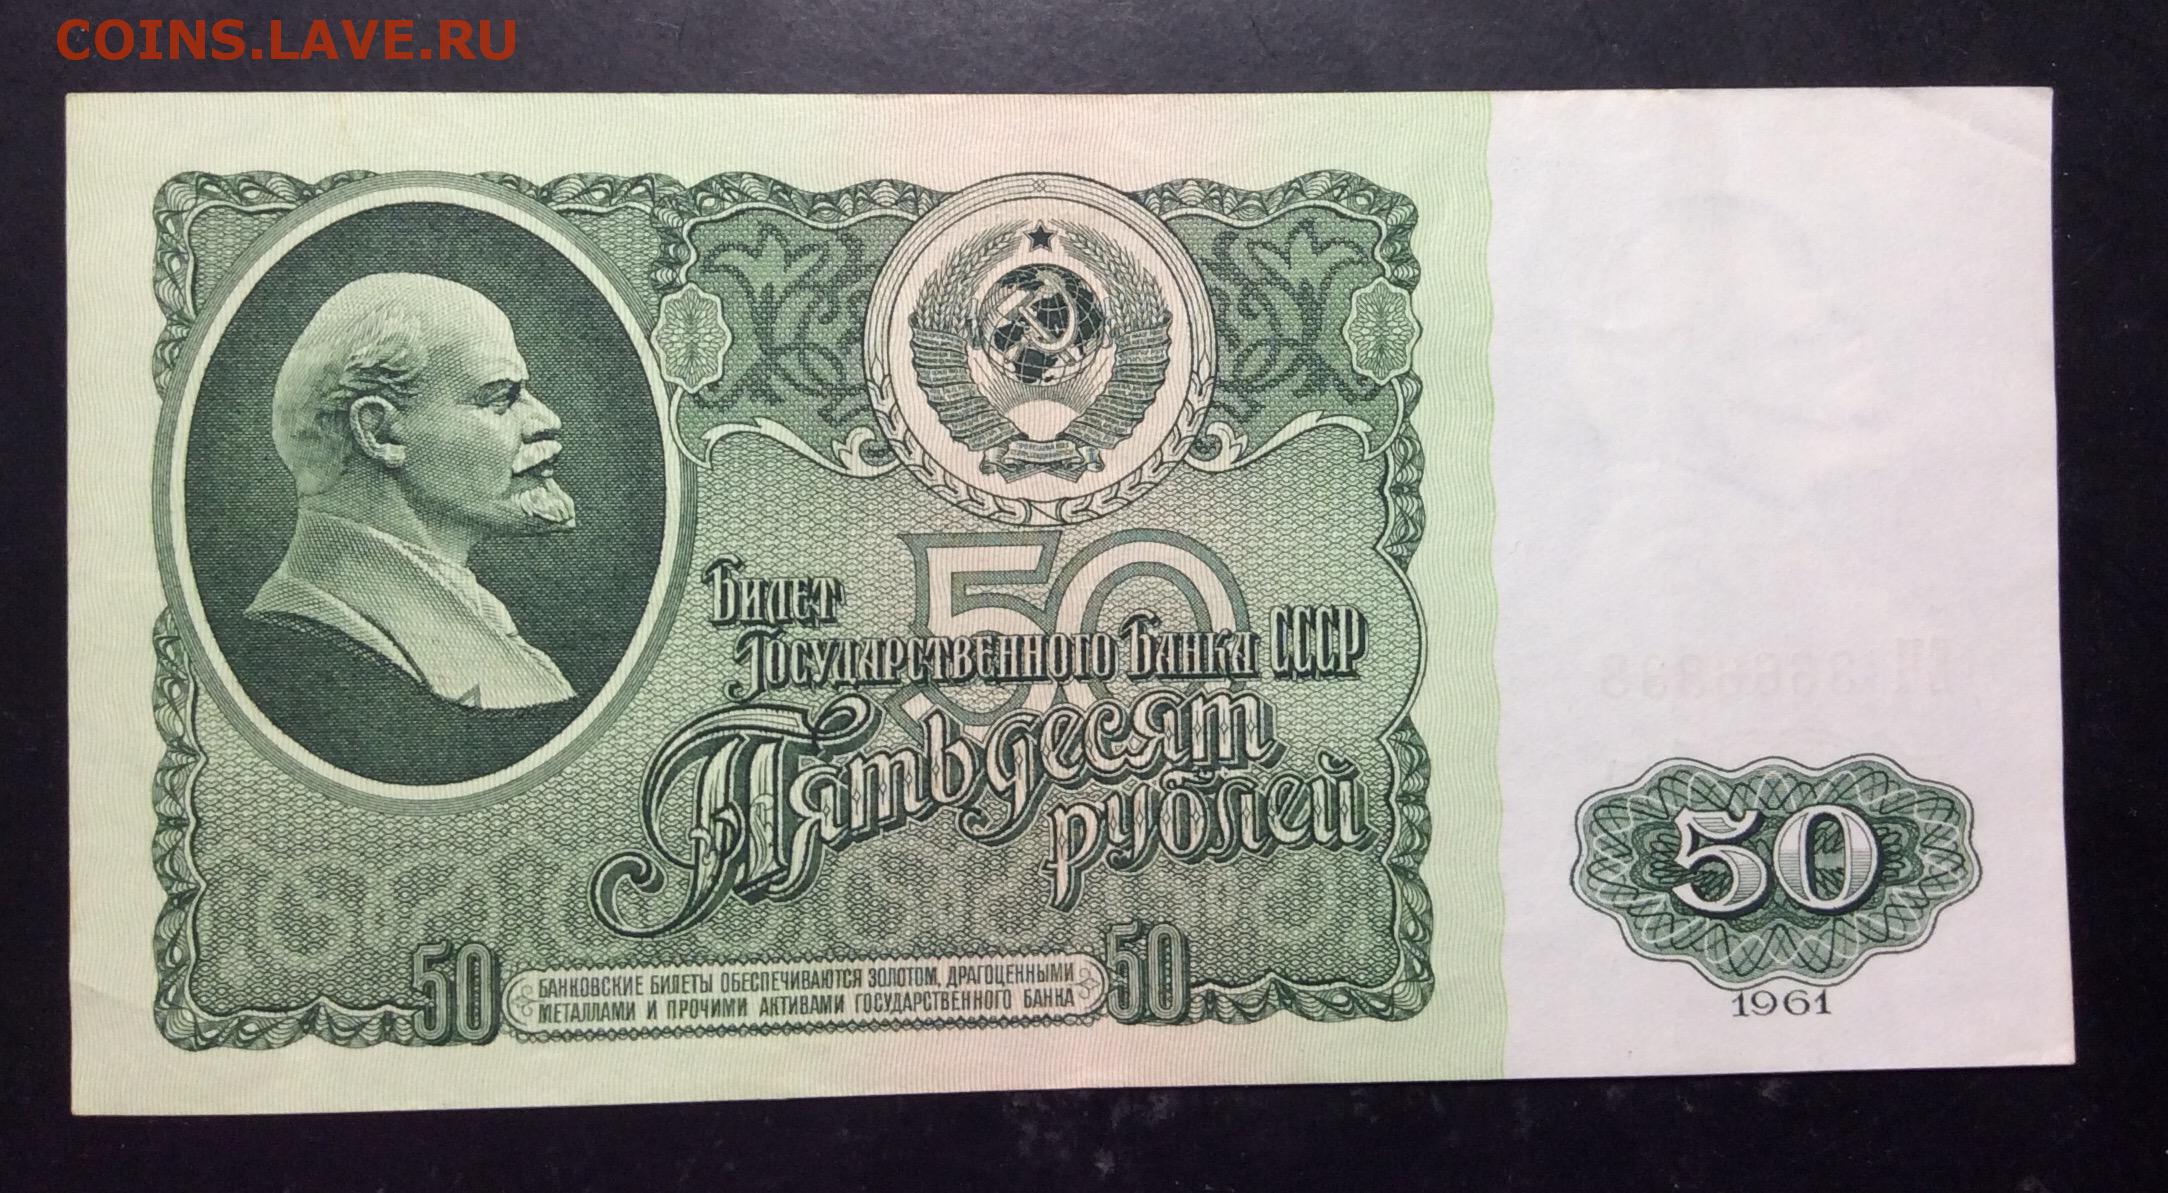 COINS.LAVE.RU
50
Билет
Государственного Банка СССР
Пятьдесят
рублей
50
50
БАНКОВСКИЕ БИЛЕТЫ ОБЕСПЕЧИВАЮТСЯ ЗОЛОТОМ, ДРАГОЦЕННЫМИ
МЕТАЛЛАМИ И ПРОЧИМИ АКТИВАМИ ГОСУДАРСТВЕННОГО БАНКА
50
1961